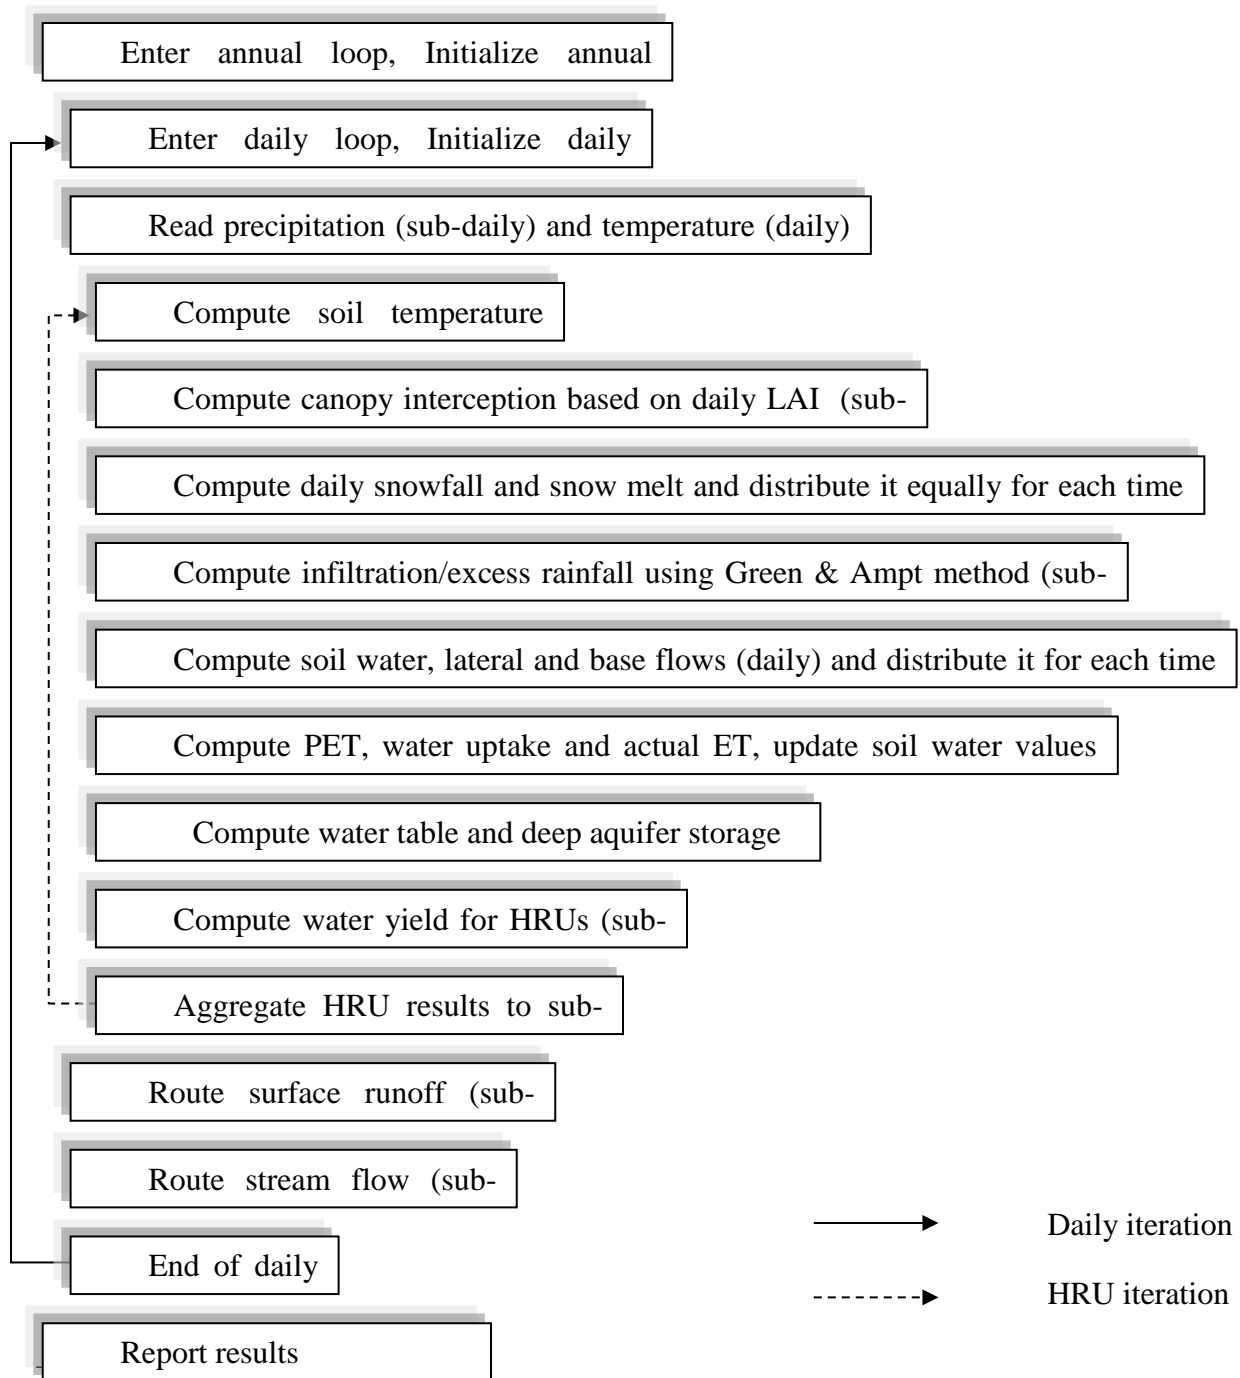 Enter annual loop, Initialize annual
Enter daily loop, Initialize daily
Read precipitation (sub-daily) and temperature (daily)
Compute soil temperature
Compute canopy interception based on daily LAI (sub-
Compute daily snowfall and snow melt and distribute it equally for each time
Compute infiltration/excess rainfall using Green & Ampt method (sub-
Compute soil water, lateral and base flows (daily) and distribute it for each time
Compute PET, water uptake and actual ET, update soil water values
Compute water table and deep aquifer storage
Compute water yield for HRUs (sub-
Aggregate HRU results to sub-
Route surface runoff (sub-
Route stream flow (sub-
End of daily
Report results
Daily iteration
HRU iteration